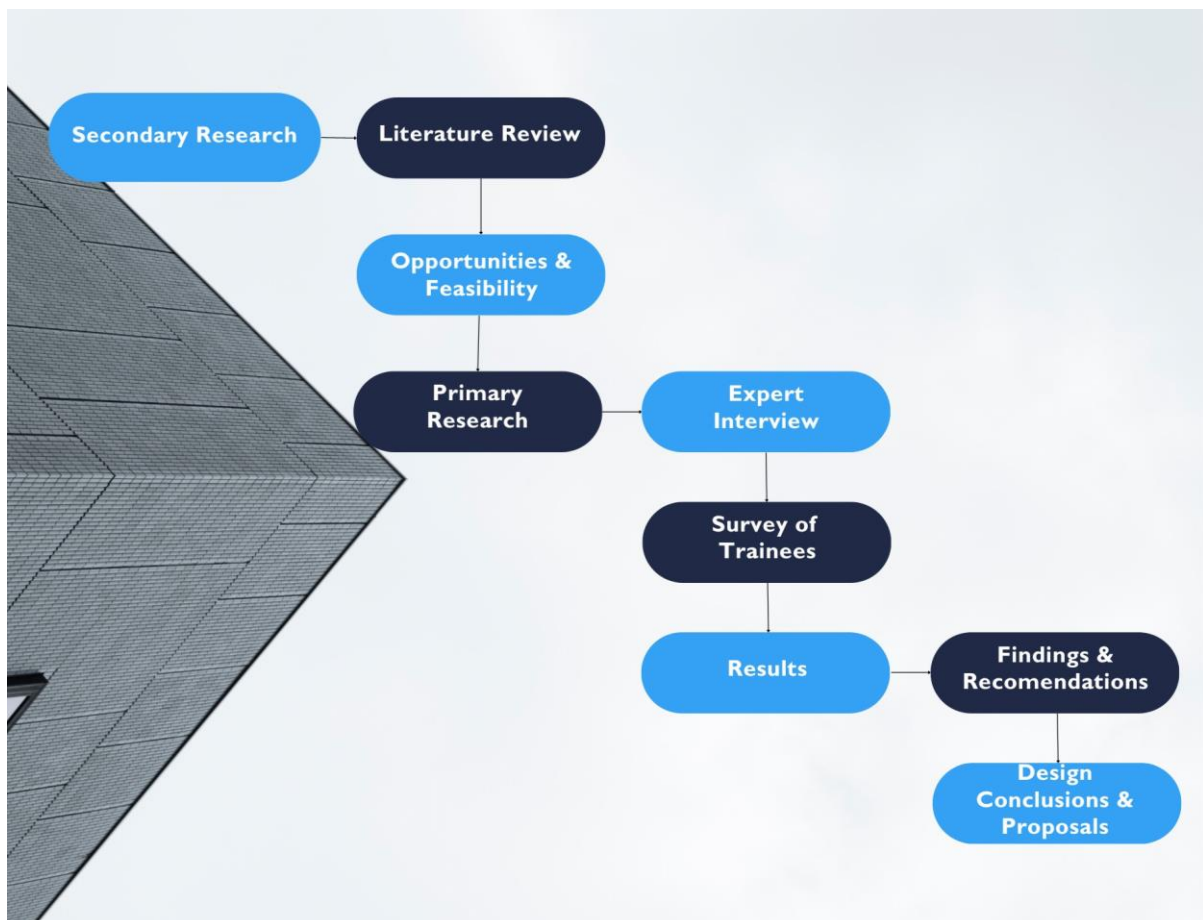 Secondary Research
Literature Review
Opportunities &
Feasibility
Primary
Research
Expert
Interview
Survey of
Trainees
Results
Findings &
Recomendations
Design
Conclusions &
Proposals